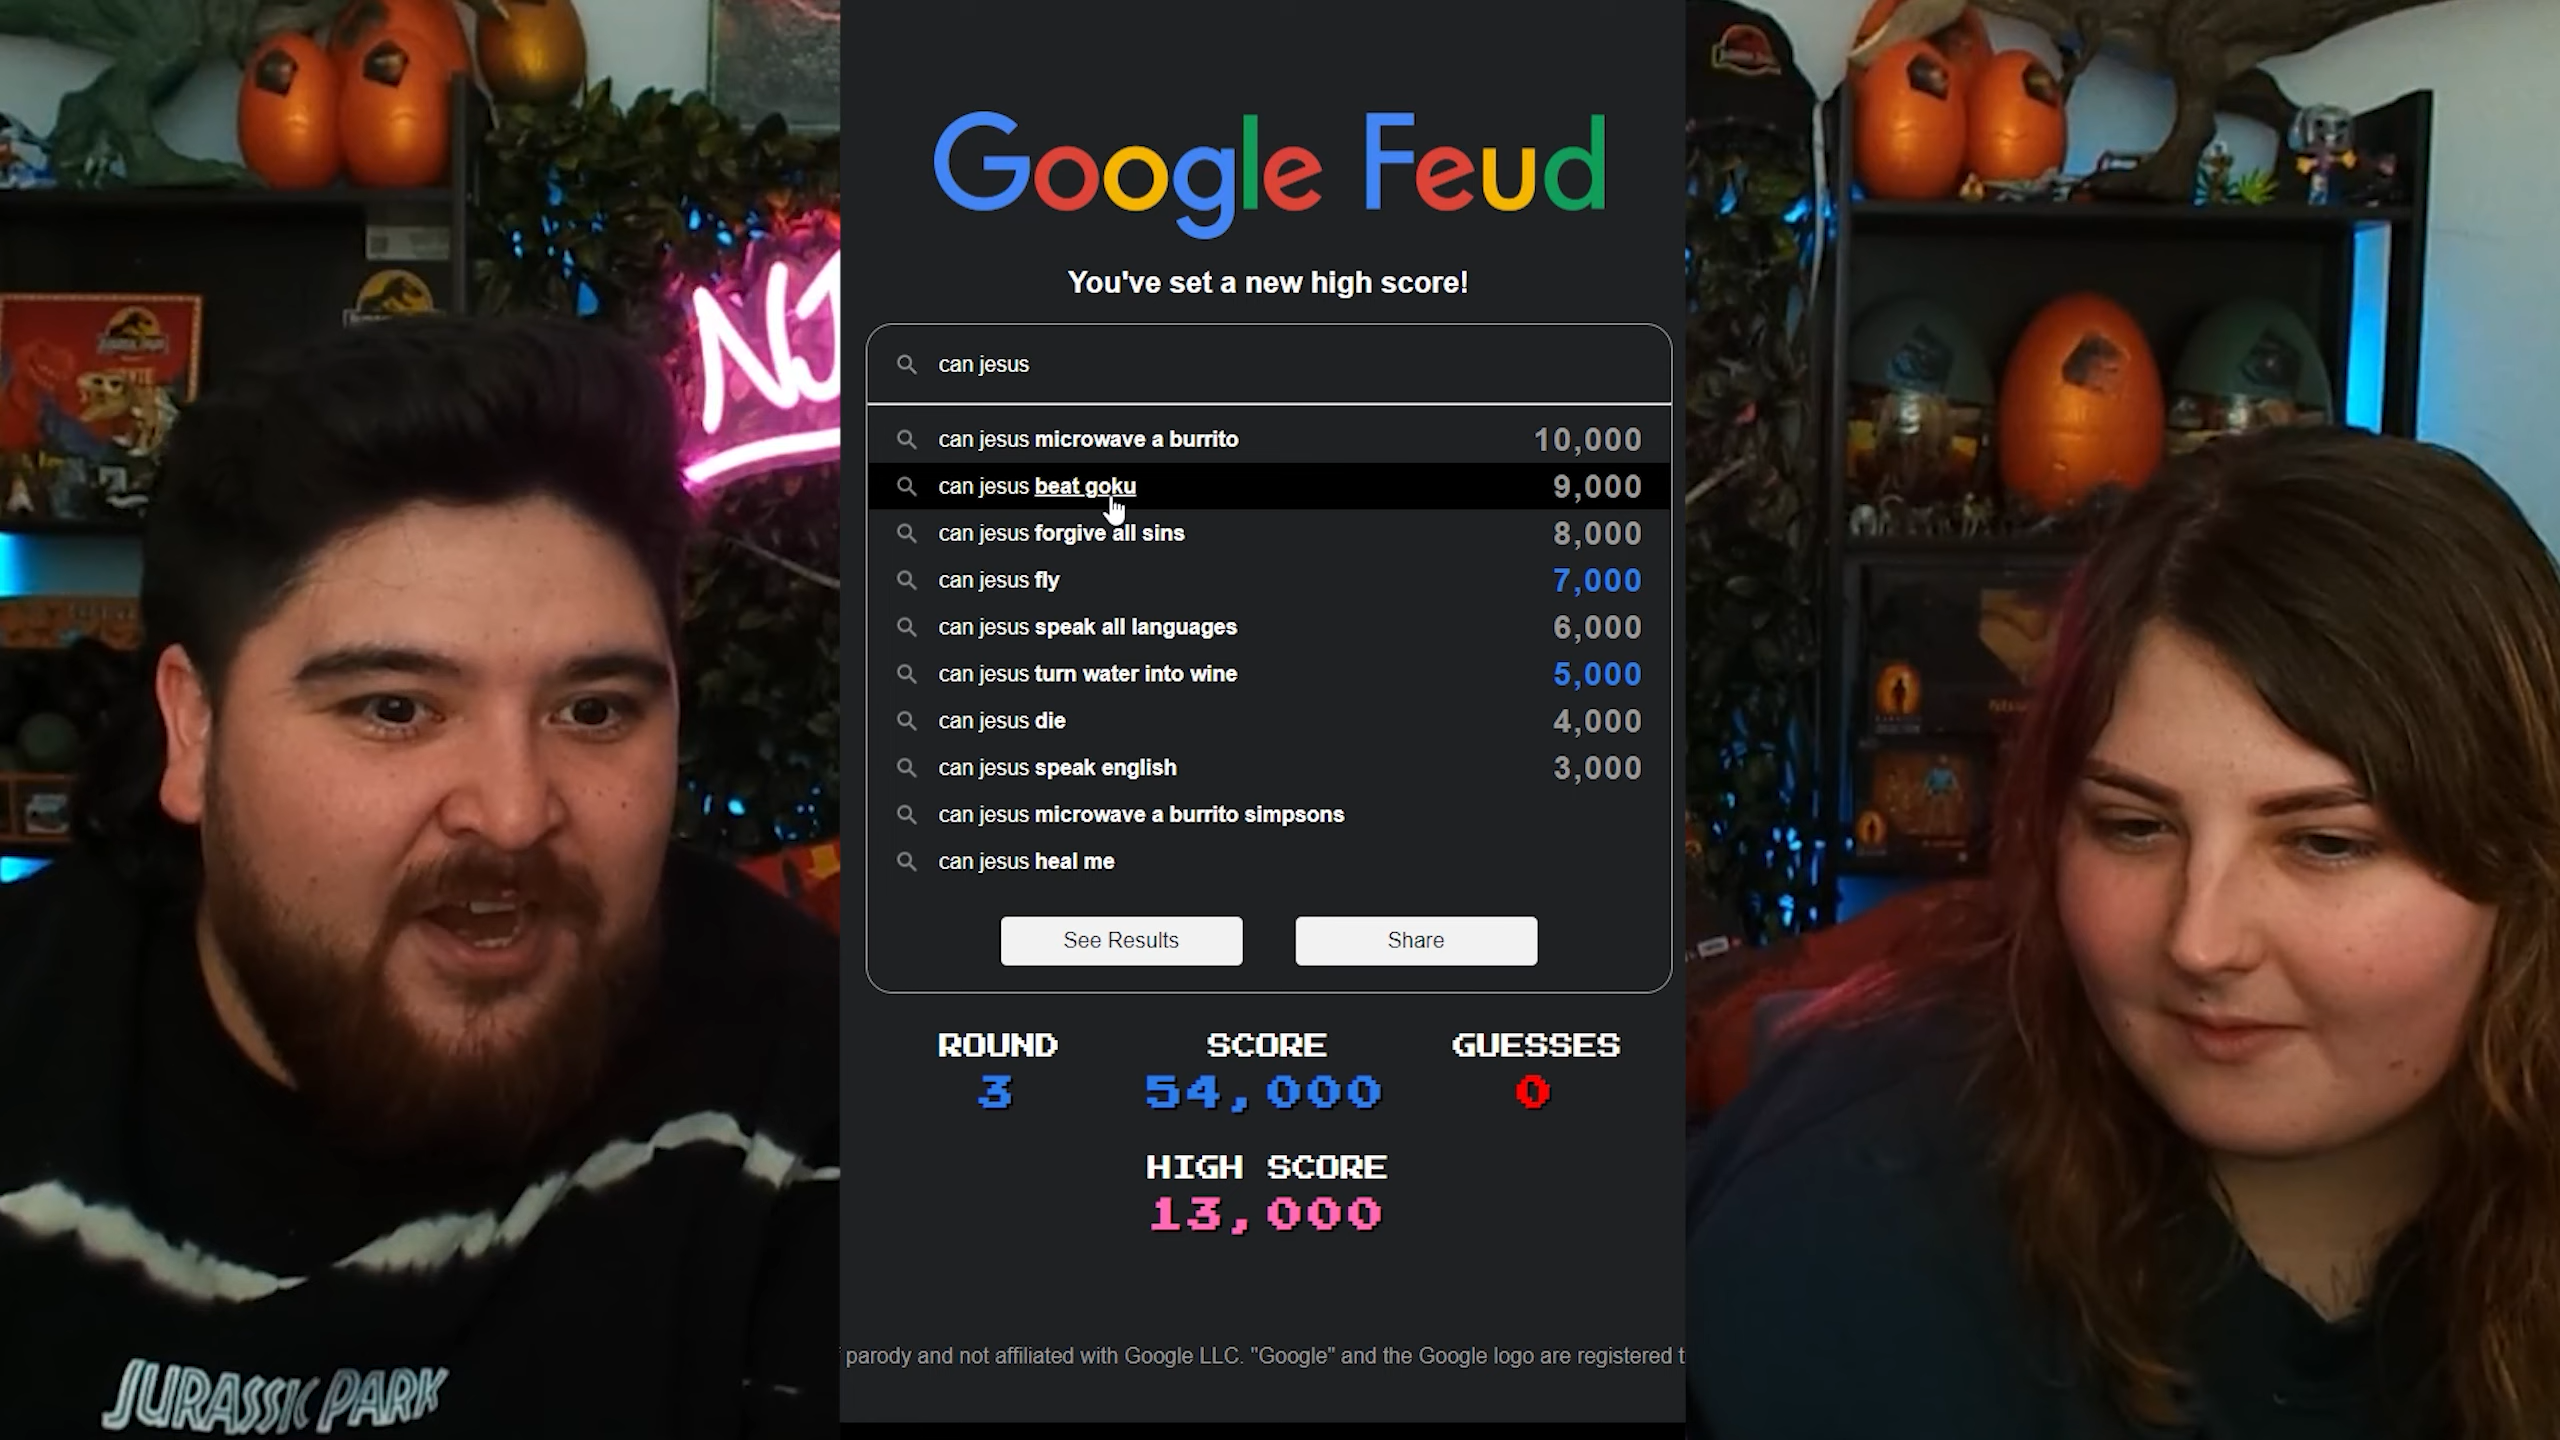 Google Feud
You've set a new high score!
can jesus
can jesus microwave a burrito 10,000
can jesus beat goku 9,000
can jesus forgive all sins 8,000
can jesus fly 7,000
can jesus speak all languages 6,000
can jesus turn water into wine 5,000
can jesus die 4,000
can jesus speak english 3,000
can jesus microwave a burrito simpsons
can jesus heal me
See Results Share
ROUND SCORE GUESSES
3 54,000 0
HIGH SCORE
13,000
parody and not affiliated with Google LLC. "Google" and the Google logo are registered t
NJ
JURASSIC PARK